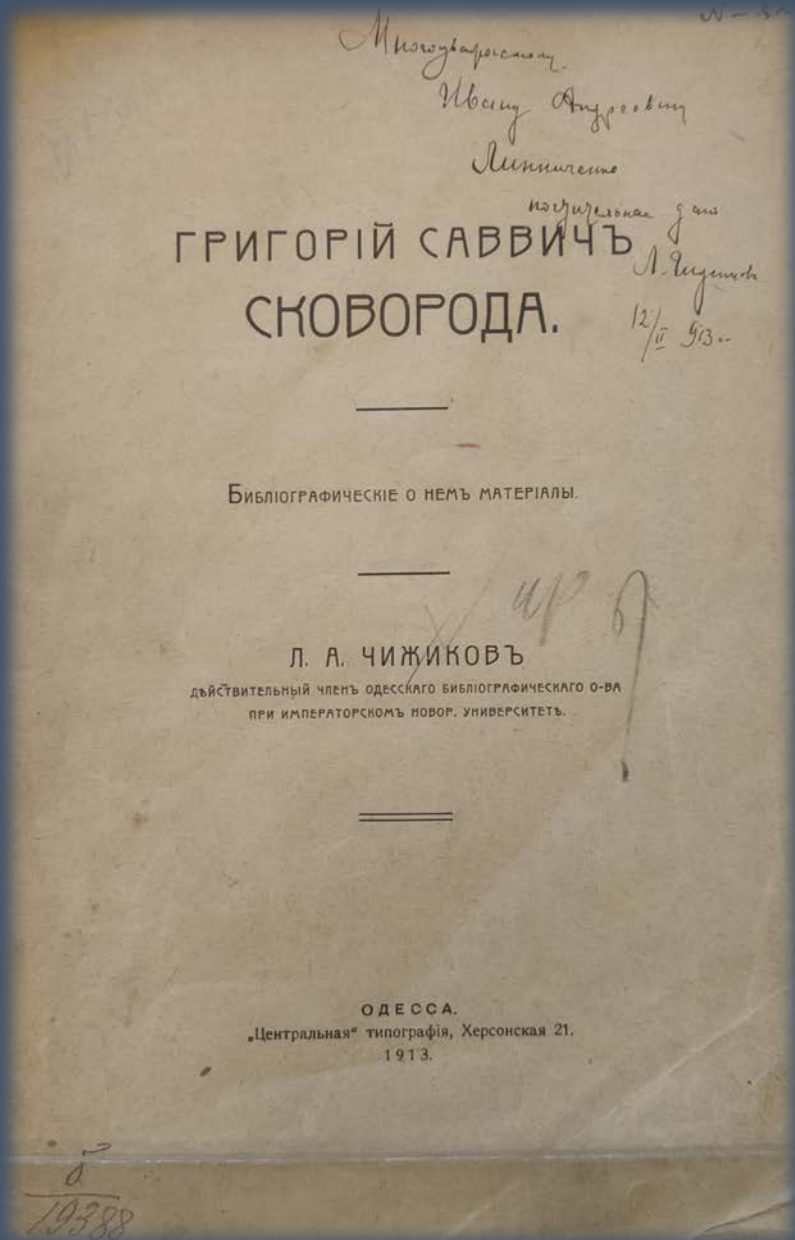 Многоуважаемому
Ивану Андреевичу
Линниченко
ГРИГОРІЙ САВВИЧЪ
Л. Чижиковъ
СКОВОРОДА.
12/II 913
БИБЛІОГРАФИЧЕСКІЕ О НЕМЪ МАТЕРІАЛЫ.
Л. А. ЧИЖИКОВЪ
ДѢЙСТВИТЕЛЬНЫЙ ЧЛЕНЪ ОДЕССКАГО БИБЛІОГРАФИЧЕСКАГО О-ВА
ПРИ ИМПЕРАТОРСКОМЪ НОВОР. УНИВЕРСИТЕТѢ.
ОДЕССА.
„Центральная“ типографія, Херсонская 21.
1913.
19388